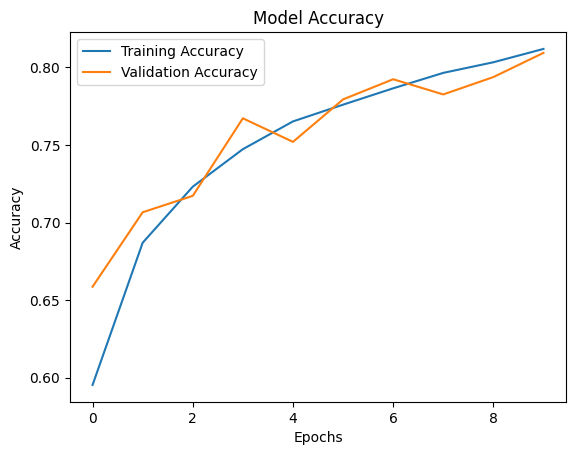 Model Accuracy
Training Accuracy
Validation Accuracy
0.80
0.75
0.70
0.65
0.60
Accuracy
0 2 4 6 8
Epochs